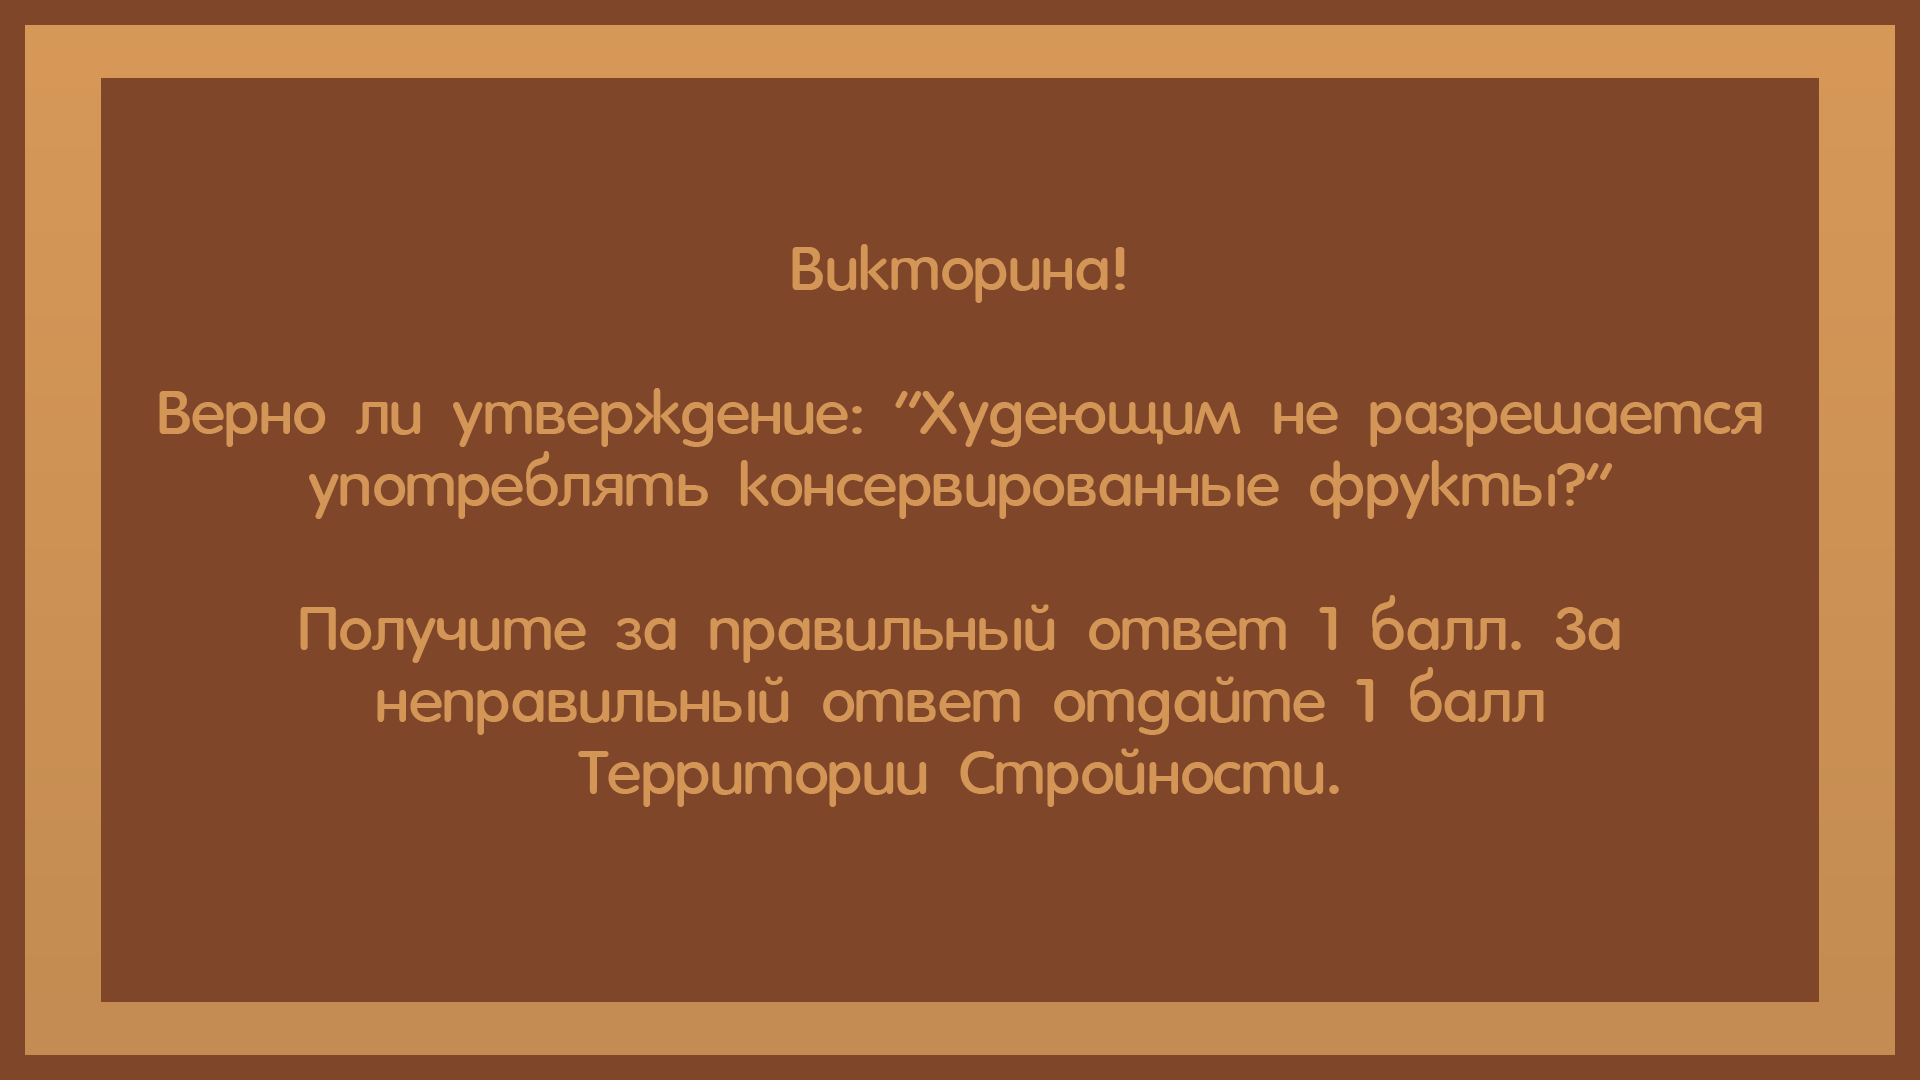 Викторина!
Верно ли утверждение: "Худеющим не разрешается
употреблять консервированные фрукты?"
Получите за правильный ответ 1 балл. За
неправильный ответ отдайте 1 балл
Территории Стройности.